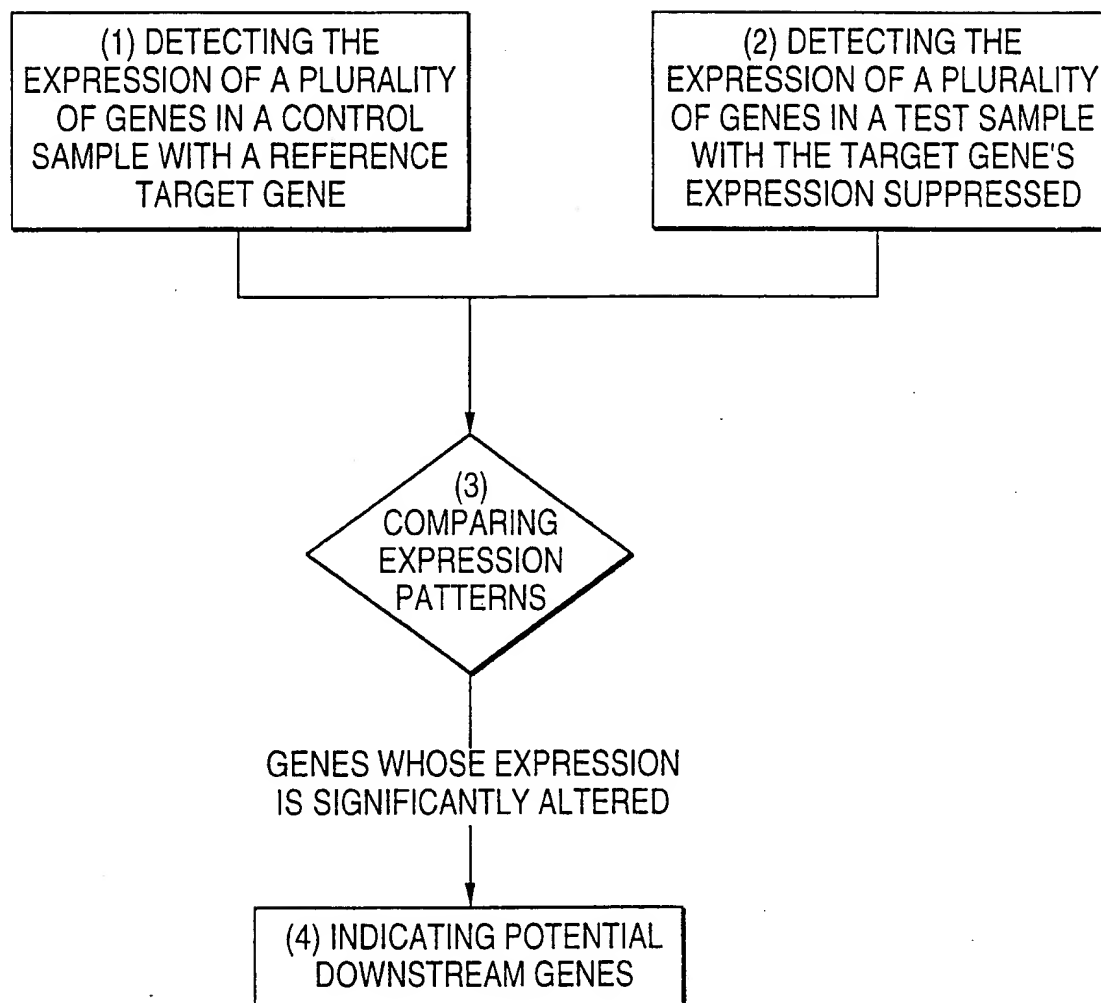 (1) DETECTING THE
EXPRESSION OF A PLURALITY
OF GENES IN A CONTROL
SAMPLE WITH A REFERENCE
TARGET GENE
(2) DETECTING THE
EXPRESSION OF A PLURALITY
OF GENES IN A TEST SAMPLE
WITH THE TARGET GENE'S
EXPRESSION SUPPRESSED
(3)
COMPARING
EXPRESSION
PATTERNS
GENES WHOSE EXPRESSION
IS SIGNIFICANTLY ALTERED
(4) INDICATING POTENTIAL
DOWNSTREAM GENES